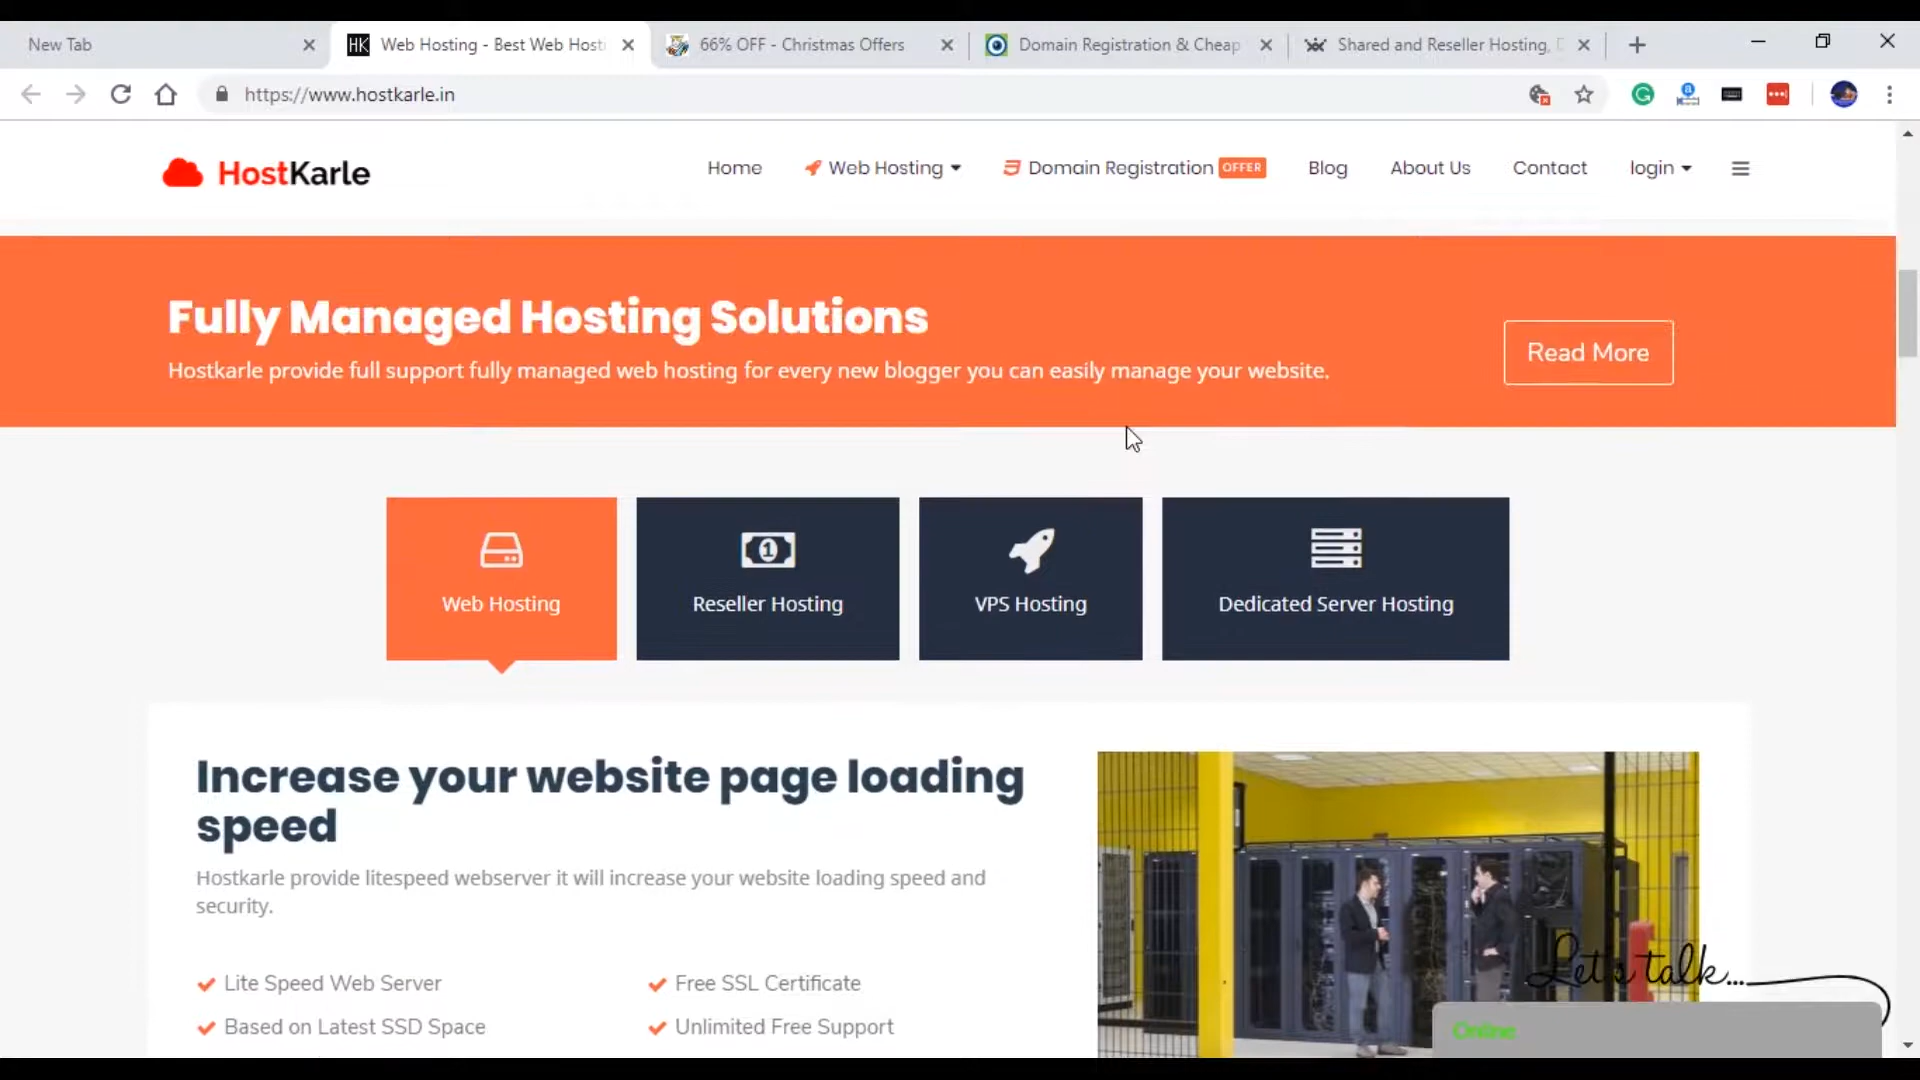 New Tab
HK Web Hosting - Best Web Hosti
66% OFF - Christmas Offers
Domain Registration & Cheap
Shared and Reseller Hosting, D
https://www.hostkarle.in
HostKarle
Home
Web Hosting
Domain Registration OFFER
Blog
About Us
Contact
login
Fully Managed Hosting Solutions
Hostkarle provide full support fully managed web hosting for every new blogger you can easily manage your website.
Read More
Web Hosting
Reseller Hosting
VPS Hosting
Dedicated Server Hosting
Increase your website page loading
speed
Hostkarle provide litespeed webserver it will increase your website loading speed and
security.
Lite Speed Web Server
Free SSL Certificate
Based on Latest SSD Space
Unlimited Free Support
Let's talk...
Online